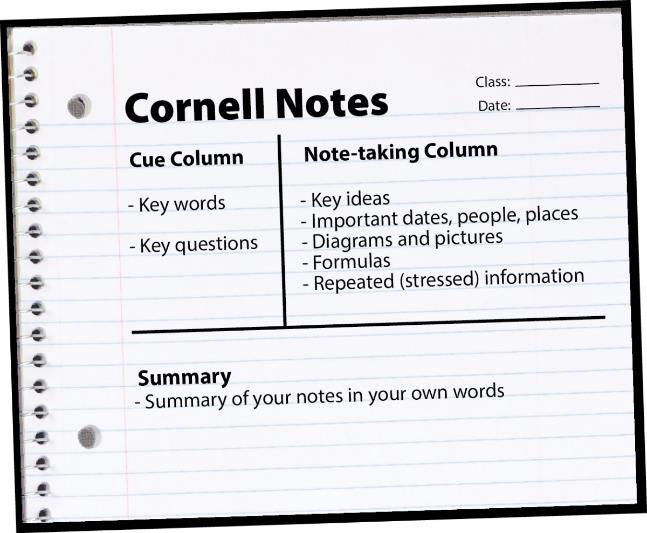 Class:
Date:
Cornell Notes
Cue Column
- Key words
- Key questions
Note-taking Column
- Key ideas
- Important dates, people, places
- Diagrams and pictures
- Formulas
- Repeated (stressed) information
Summary
- Summary of your notes in your own words